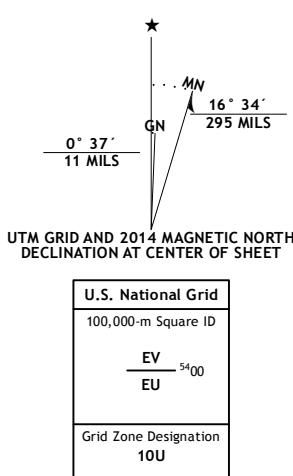 MN
GN
16° 34´
295 MILS
0° 37´
11 MILS
UTM GRID AND 2014 MAGNETIC NORTH
DECLINATION AT CENTER OF SHEET
U.S. National Grid
100,000-m Square ID
EV
5400
EU
Grid Zone Designation
10U